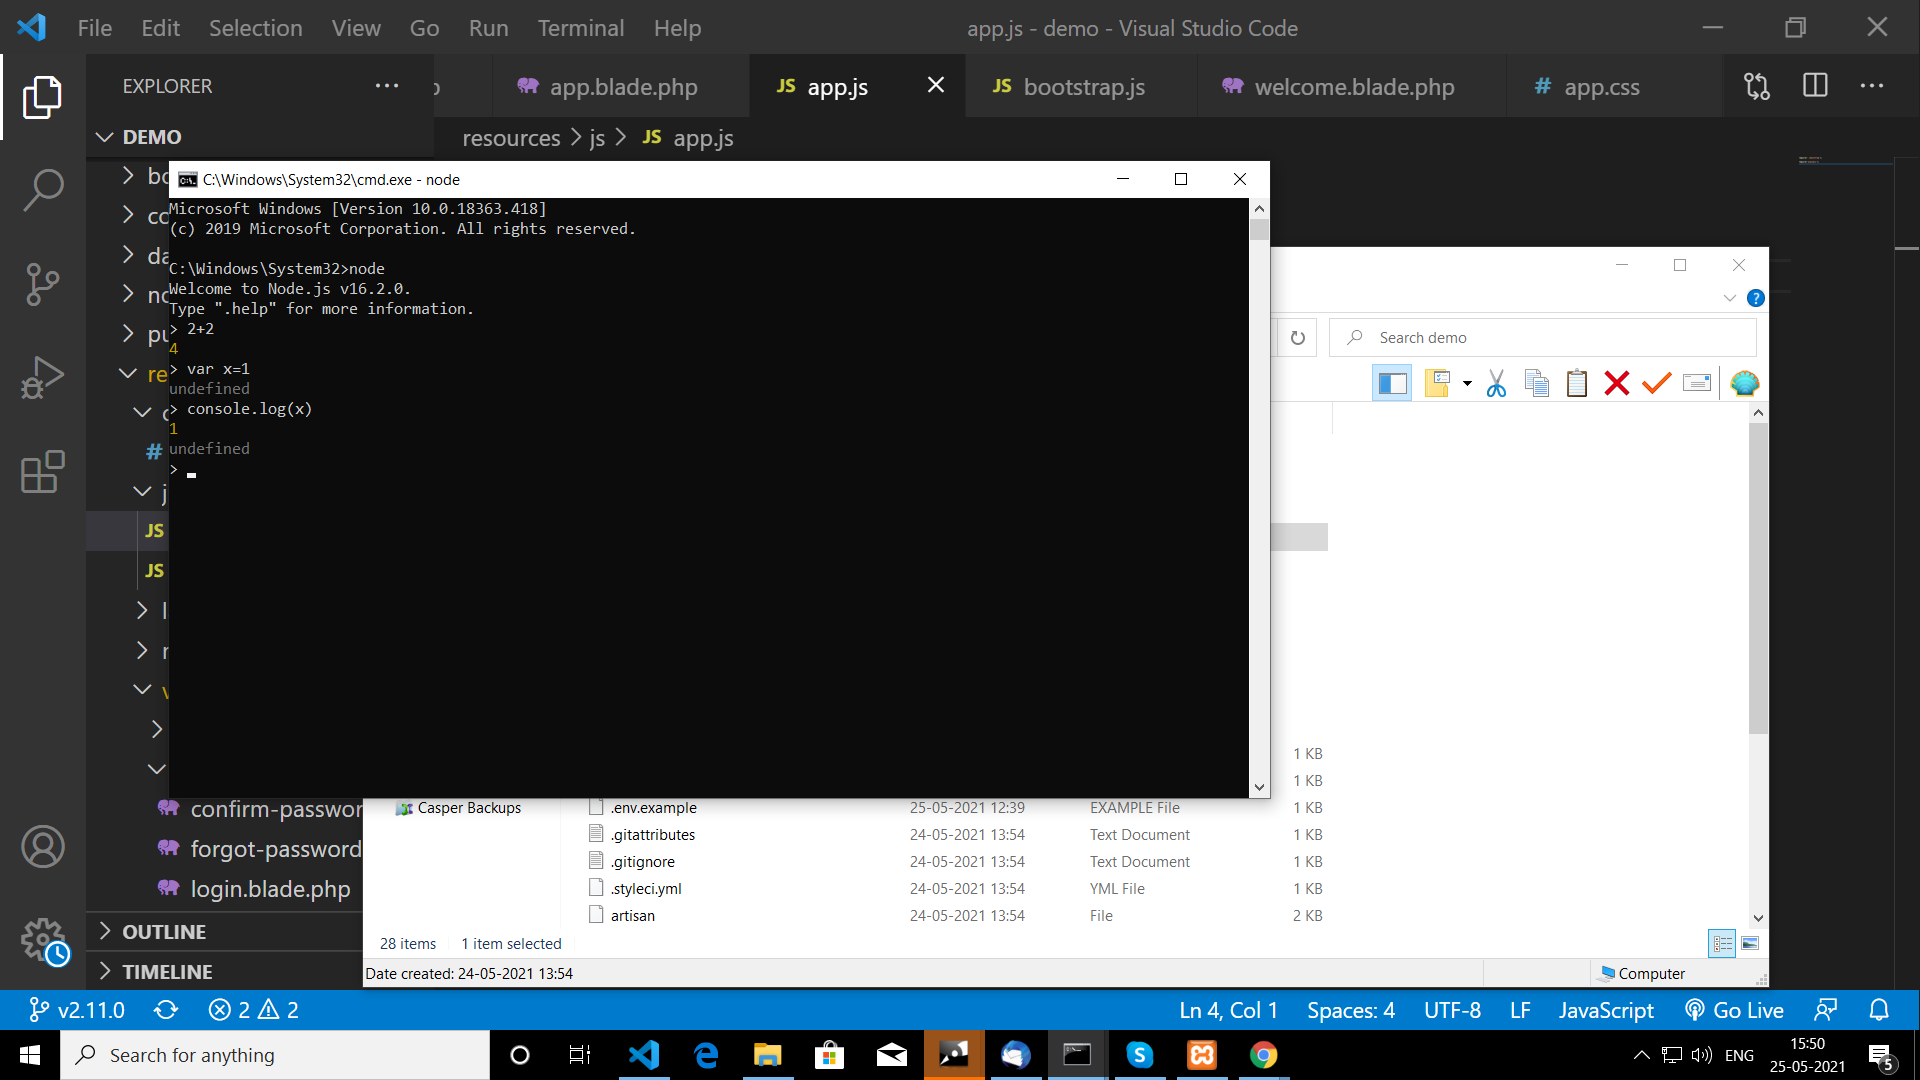 File Edit Selection View Go Run Terminal Help
app.js - demo - Visual Studio Code
EXPLORER
app.blade.php
JS app.js
JS bootstrap.js
welcome.blade.php
# app.css
DEMO
resources > js > JS app.js
C:\Windows\System32\cmd.exe - node
Microsoft Windows [Version 10.0.18363.418]
(c) 2019 Microsoft Corporation. All rights reserved.
C:\Windows\System32>node
Welcome to Node.js v16.2.0.
Type ".help" for more information.
> 2+2
4
> var x=1
undefined
> console.log(x)
1
undefined
>
bo
co
da
no
pu
re
#
j
JS
JS
v
confirm-passwor
forgot-password
login.blade.php
OUTLINE
TIMELINE
Search demo
1 KB
1 KB
Casper Backups
.env.example 25-05-2021 12:39 EXAMPLE File 1 KB
.gitattributes 24-05-2021 13:54 Text Document 1 KB
.gitignore 24-05-2021 13:54 Text Document 1 KB
.styleci.yml 24-05-2021 13:54 YML File 1 KB
artisan 24-05-2021 13:54 File 2 KB
28 items 1 item selected
Date created: 24-05-2021 13:54
Computer
v2.11.0 2 2
Ln 4, Col 1 Spaces: 4 UTF-8 LF JavaScript Go Live
Search for anything
ENG
15:50
25-05-2021
5